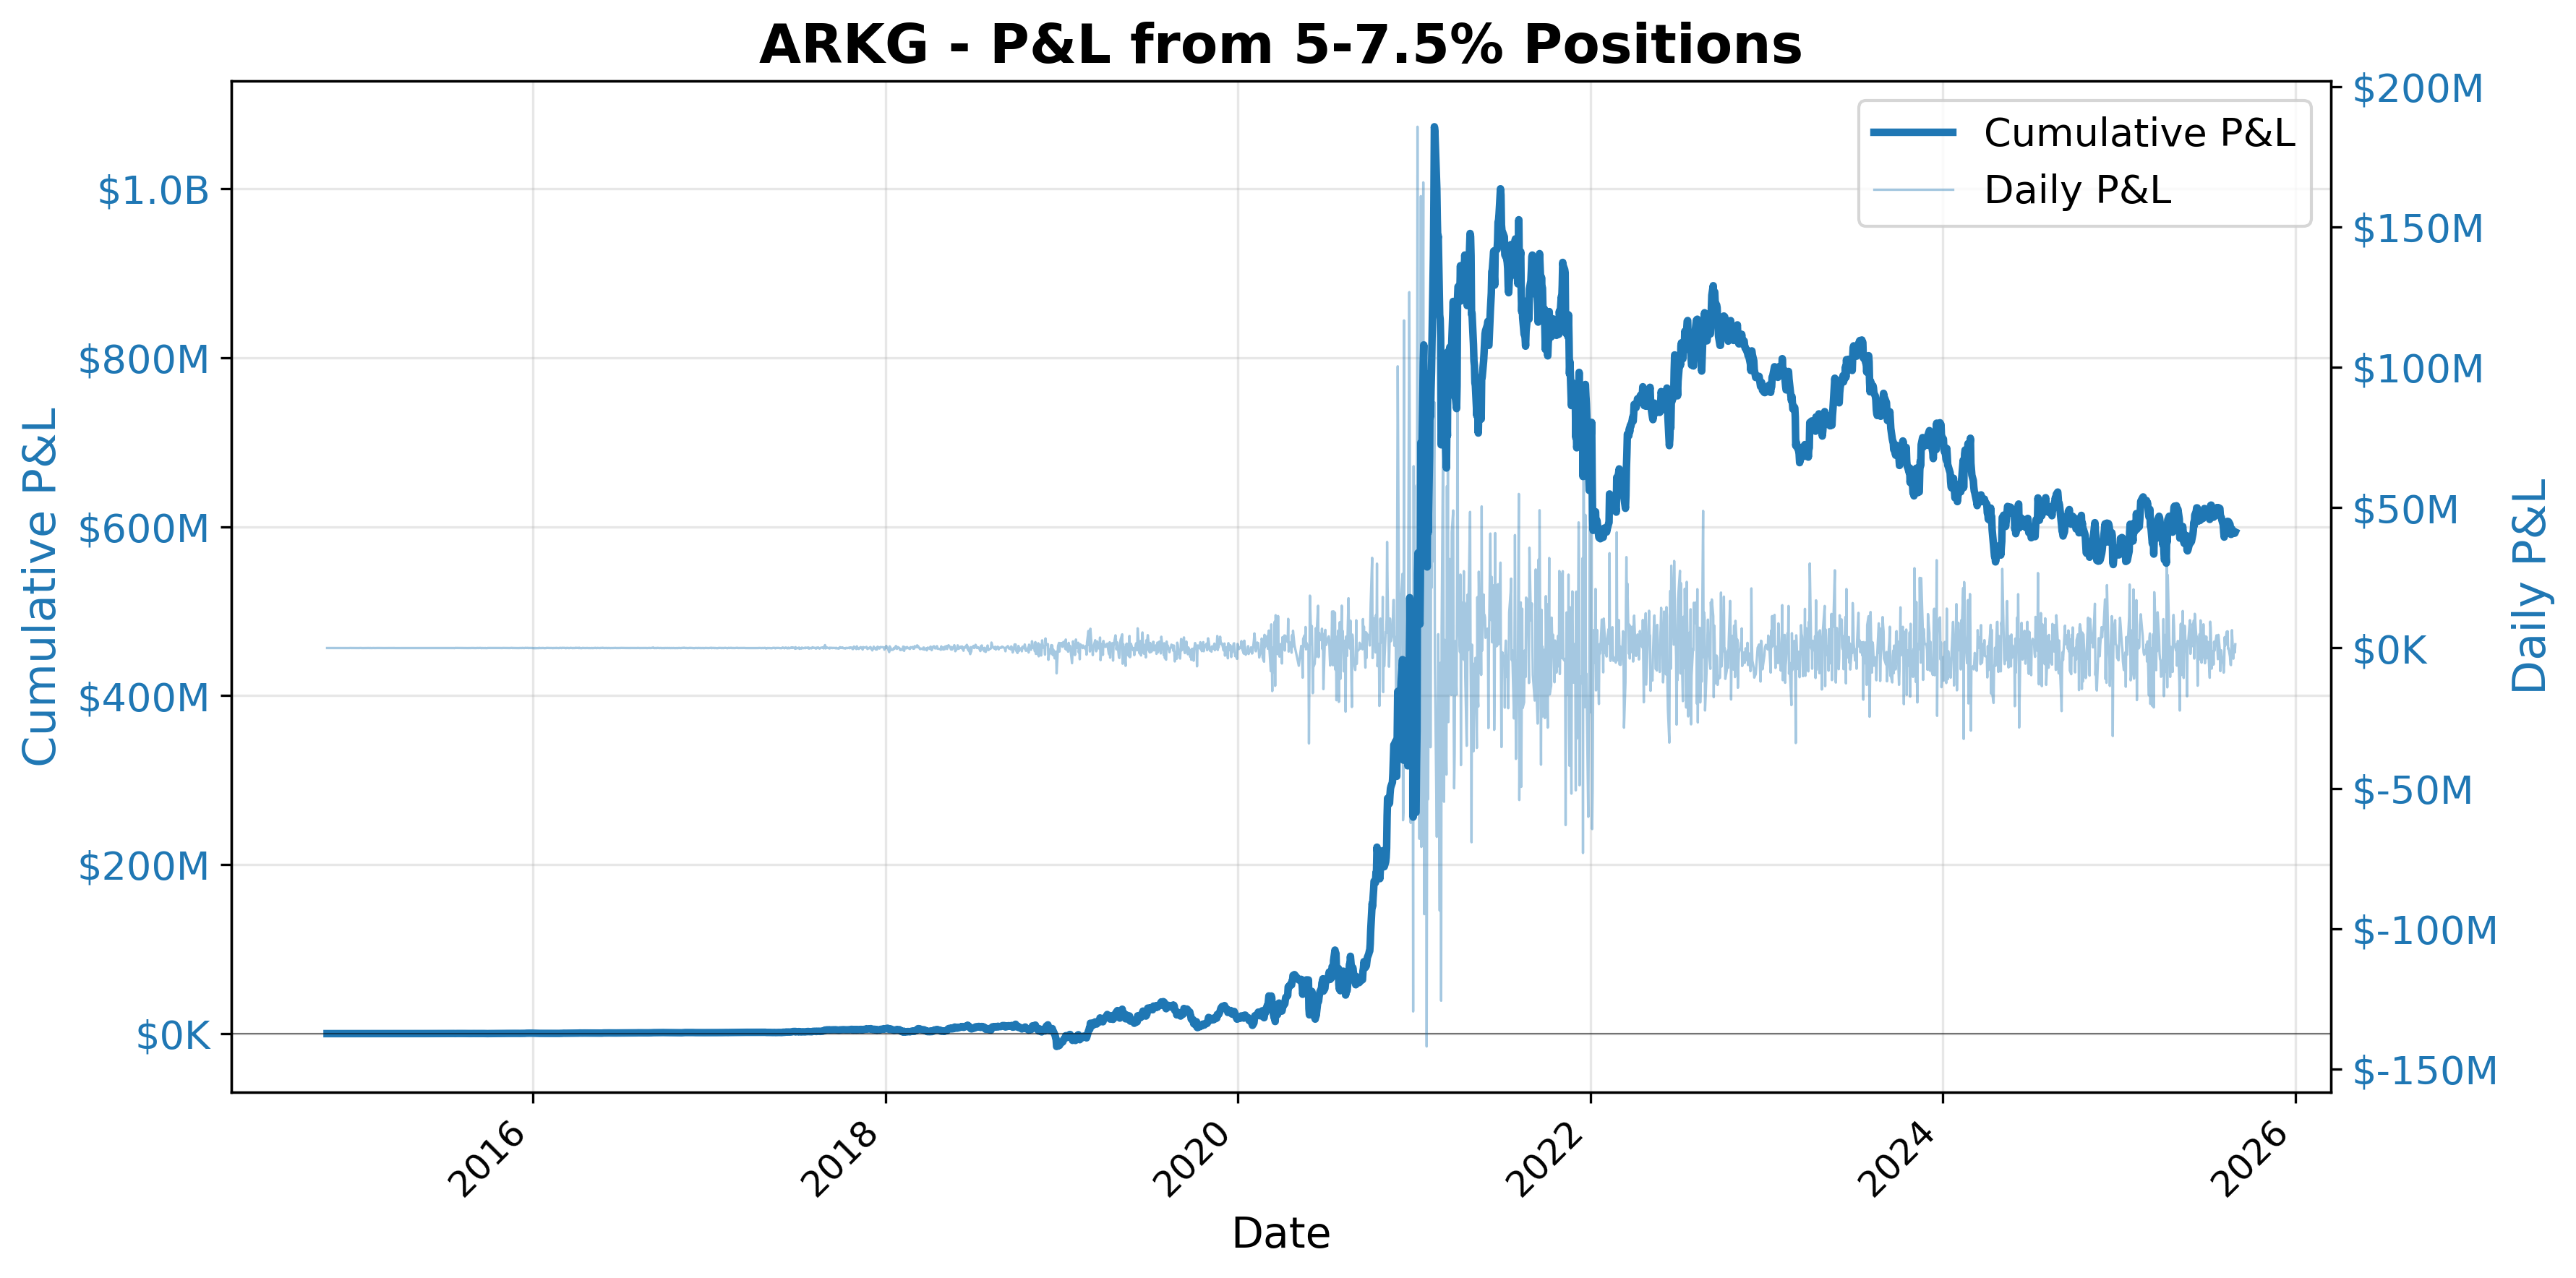 ARKG - P&L from 5-7.5% Positions
Cumulative P&L
Daily P&L
$1.0B
$800M
$600M
$400M
$200M
$0K
Cumulative P&L
$200M
$150M
$100M
$50M
$0K
$-50M
$-100M
$-150M
Daily P&L
2016
2018
2020
2022
2024
2026
Date